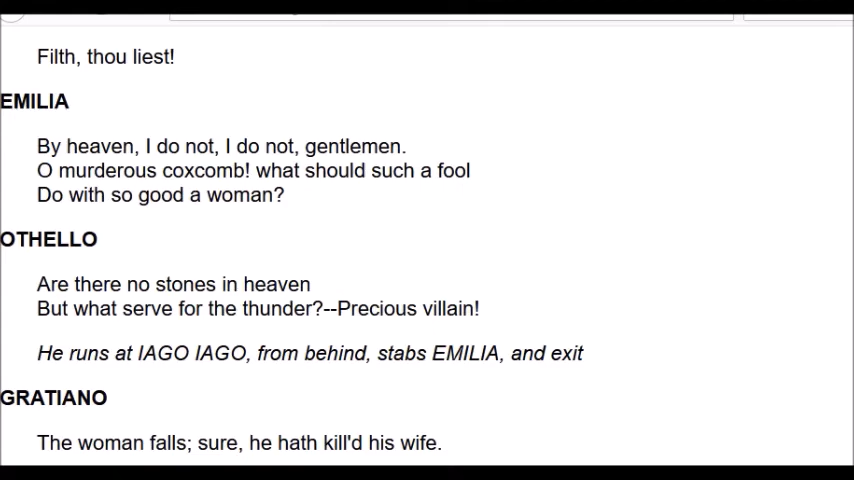 Filth, thou liest!
EMILIA
By heaven, I do not, I do not, gentlemen.
O murderous coxcomb! what should such a fool
Do with so good a woman?
OTHELLO
Are there no stones in heaven
But what serve for the thunder?--Precious villain!
He runs at IAGO IAGO, from behind, stabs EMILIA, and exit
GRATIANO
The woman falls; sure, he hath kill'd his wife.